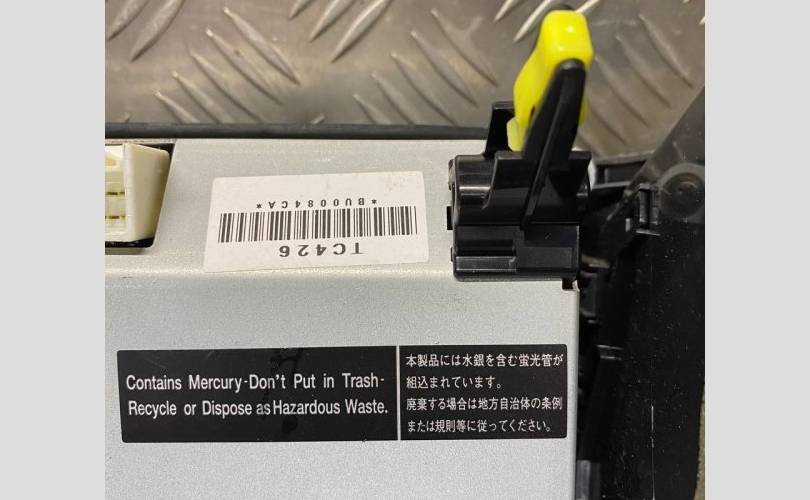 TC426
*BU0084CA*
Contains Mercury-Don't Put in Trash-
Recycle or Dispose as Hazardous Waste.
本製品には水銀を含む蛍光管が
組込まれています。
廃棄する場合は地方自治体の条例
または規則等に従ってください。